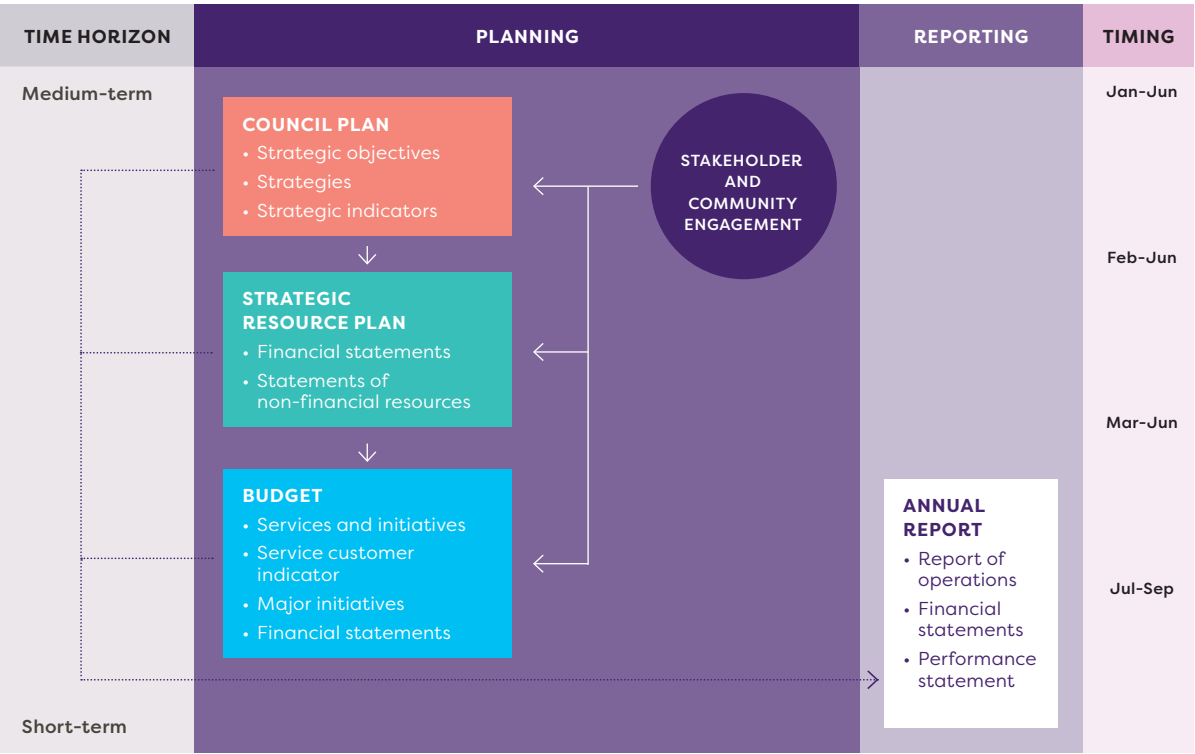 TIME HORIZON
PLANNING
REPORTING
TIMING
Medium-term
COUNCIL PLAN
• Strategic objectives
• Strategies
• Strategic indicators
STAKEHOLDER
AND
COMMUNITY
ENGAGEMENT
STRATEGIC
RESOURCE PLAN
• Financial statements
• Statements of
non-financial resources
BUDGET
• Services and initiatives
• Service customer
indicator
• Major initiatives
• Financial statements
ANNUAL
REPORT
• Report of
operations
• Financial
statements
• Performance
statement
Jan-Jun
Feb-Jun
Mar-Jun
Jul-Sep
Short-term